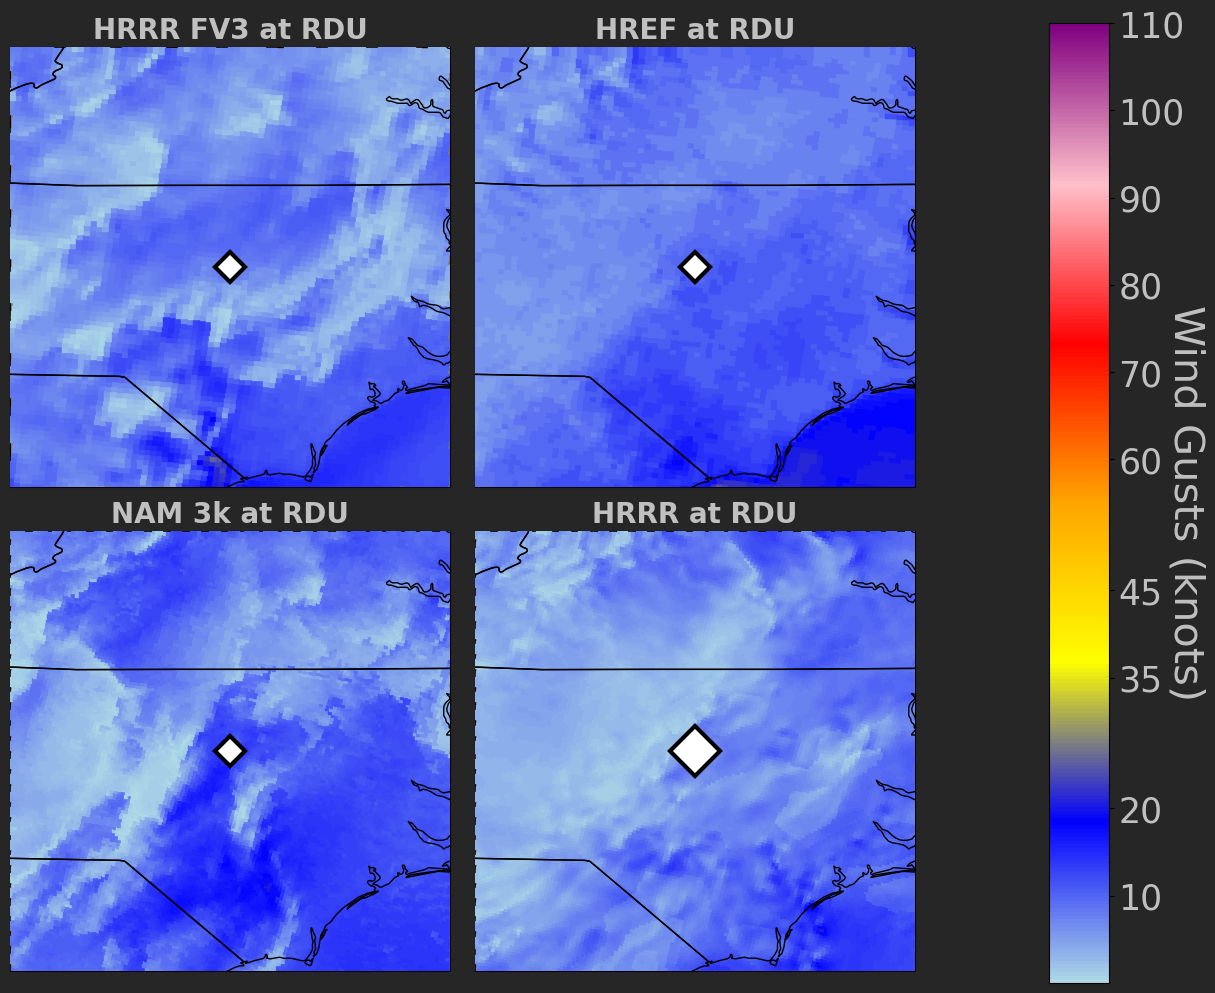 HRRR FV3 at RDU
HREF at RDU
NAM 3k at RDU
HRRR at RDU
110
100
90
80
70
60
45
35
20
10
Wind Gusts (knots)